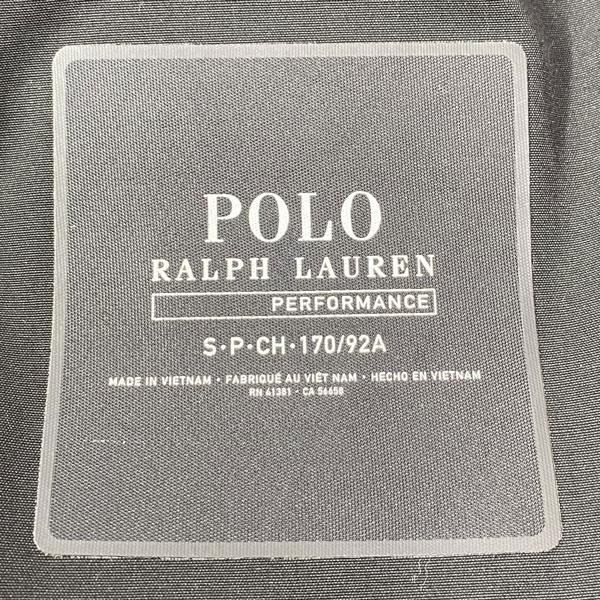 POLO
RALPH LAUREN
PERFORMANCE
S·P·CH·170/92A
MADE IN VIETNAM · FABRIQUÉ AU VIÊT NAM · HECHO EN VIETNAM
RN 41381 - CA 56658